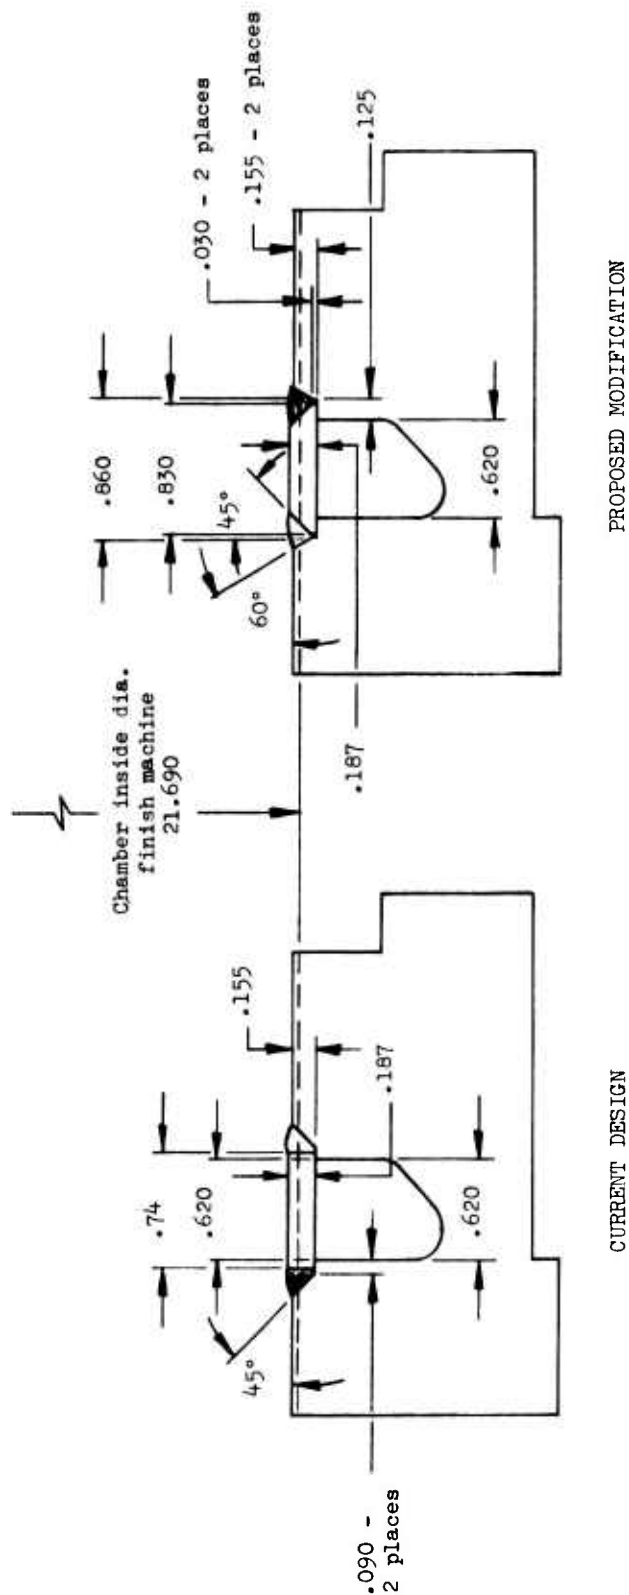 Chamber inside dia.
finish machine
21.690
.74
.620
45°
.155
.187
.620
.090 -
2 places
CURRENT DESIGN
.860
.830
45°
60°
.030 - 2 places
.155 - 2 places
.125
.187
.620
PROPOSED MODIFICATION